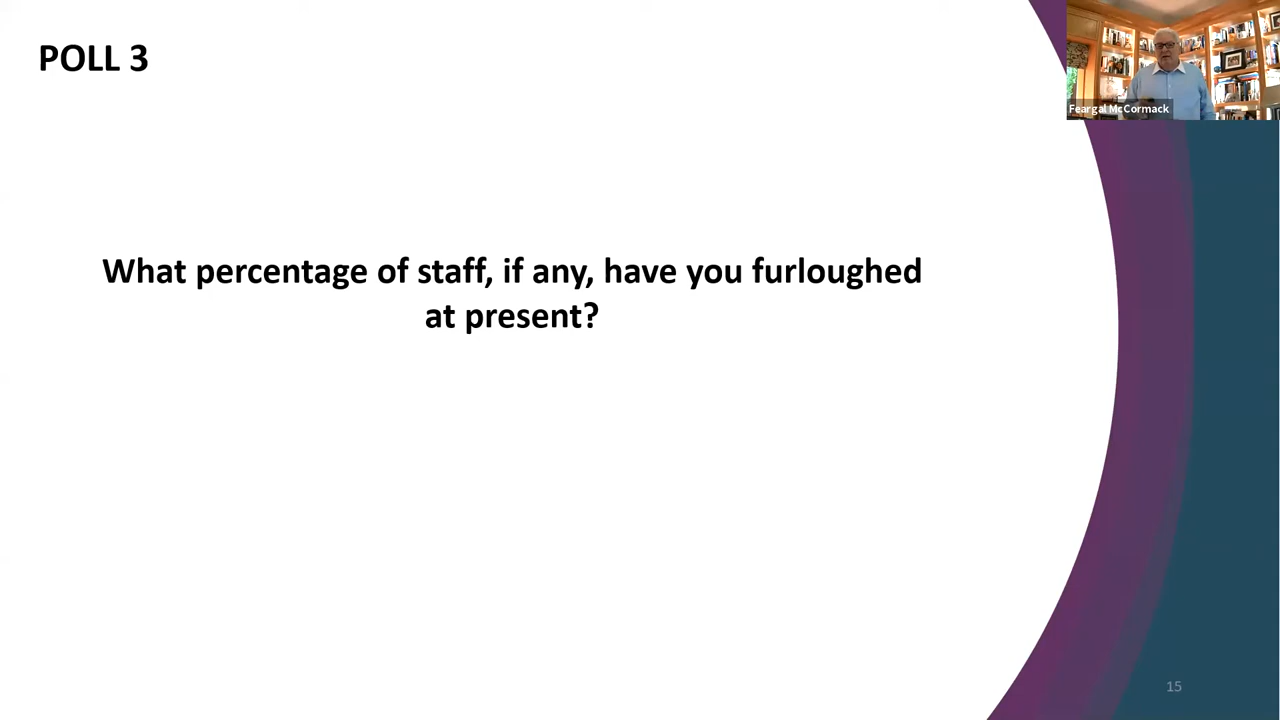 POLL 3
Feargal McCormack
What percentage of staff, if any, have you furloughed
at present?
15